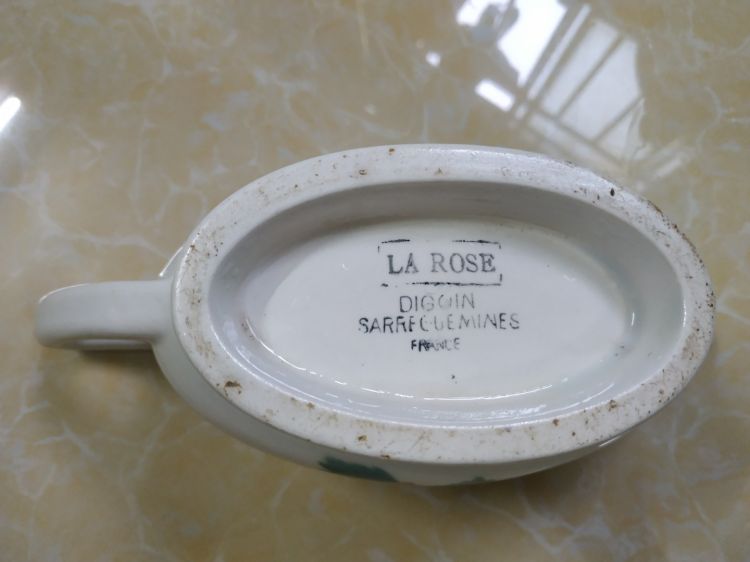 LA ROSE
DIGOIN
SARREGUEMINES
FRANCE